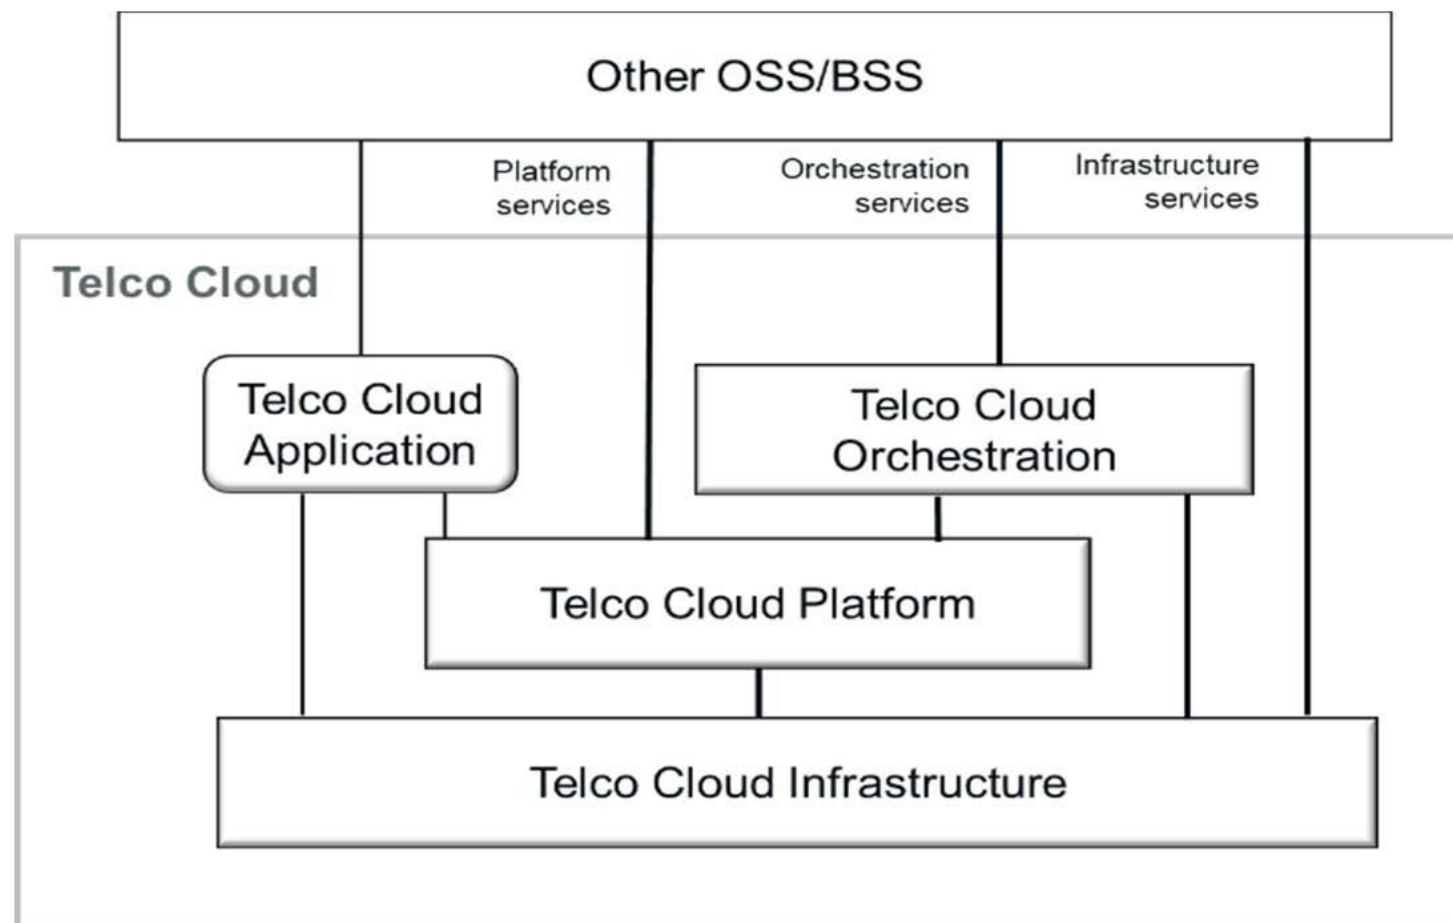 Other OSS/BSS
Platform
services
Orchestration
services
Infrastructure
services
Telco Cloud
Telco Cloud
Application
Telco Cloud
Orchestration
Telco Cloud Platform
Telco Cloud Infrastructure